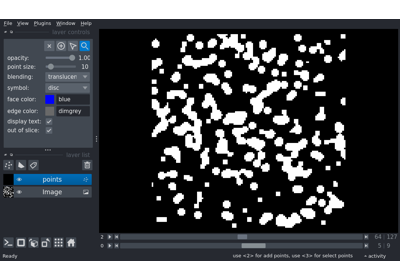 File View Plugins Window Help
layer controls
opacity: 1.00
point size: 10
blending: translucen
symbol: disc
face color: blue
edge color: dimgrey
display text:
out of slice:
layer list
points
Image
2 64 127
0 5 9
Ready use <2> for add points, use <3> for select points activity